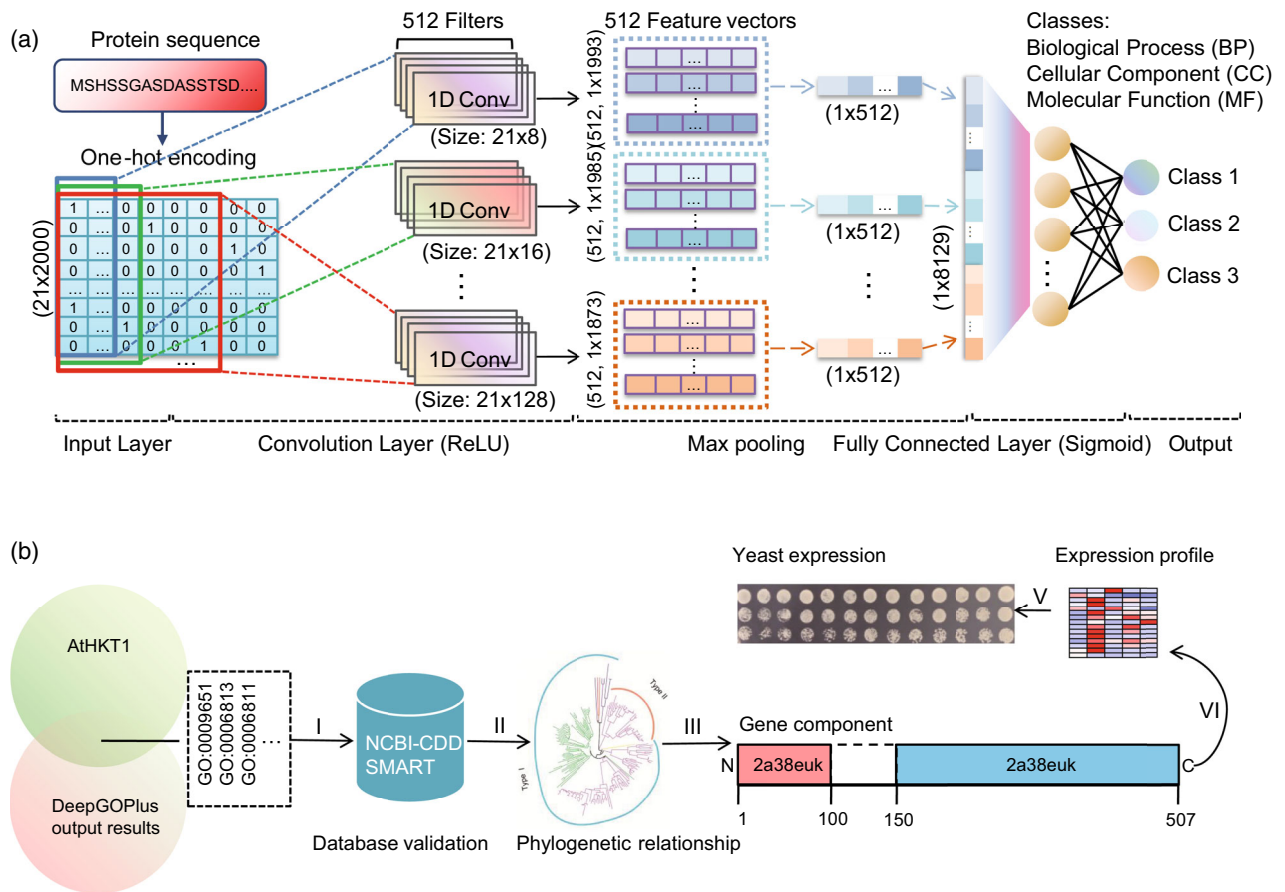 (a)
Protein sequence
MSHSSGASDASSTSD....
One-hot encoding
(21x2000)
1 ... 0 0 0 0 0 0
0 ... 0 1 0 0 0 0
0 ... 0 0 0 0 1 0
0 ... 0 0 0 0 0 1
... ... ... ... ... ... ... ...
1 ... 0 0 0 0 0 0
0 ... 1 0 0 0 0 0
0 ... 0 0 0 1 0 0
...
512 Filters
1D Conv
(Size: 21x8)
1D Conv
(Size: 21x16)
1D Conv
(Size: 21x128)
512 Feature vectors
(512, 1x1993)
...
...
...
(512, 1x1985)
...
...
...
(512, 1x1873)
...
...
...
...
(1x512)
...
(1x512)
...
(1x512)
(1x8129)
Classes:
Biological Process (BP)
Cellular Component (CC)
Molecular Function (MF)
Class 1
Class 2
Class 3
Input Layer
Convolution Layer (ReLU)
Max pooling
Fully Connected Layer (Sigmoid)
Output
(b)
AtHKT1
DeepGOPlus
output results
GO:0009651
GO:0006813
GO:0006811
...
I
NCBI-CDD
SMART
Database validation
II
Type I
Type II
Phylogenetic relationship
III
Gene component
N
2a38euk
2a38euk
C
1
100
150
507
VI
Expression profile
V
Yeast expression